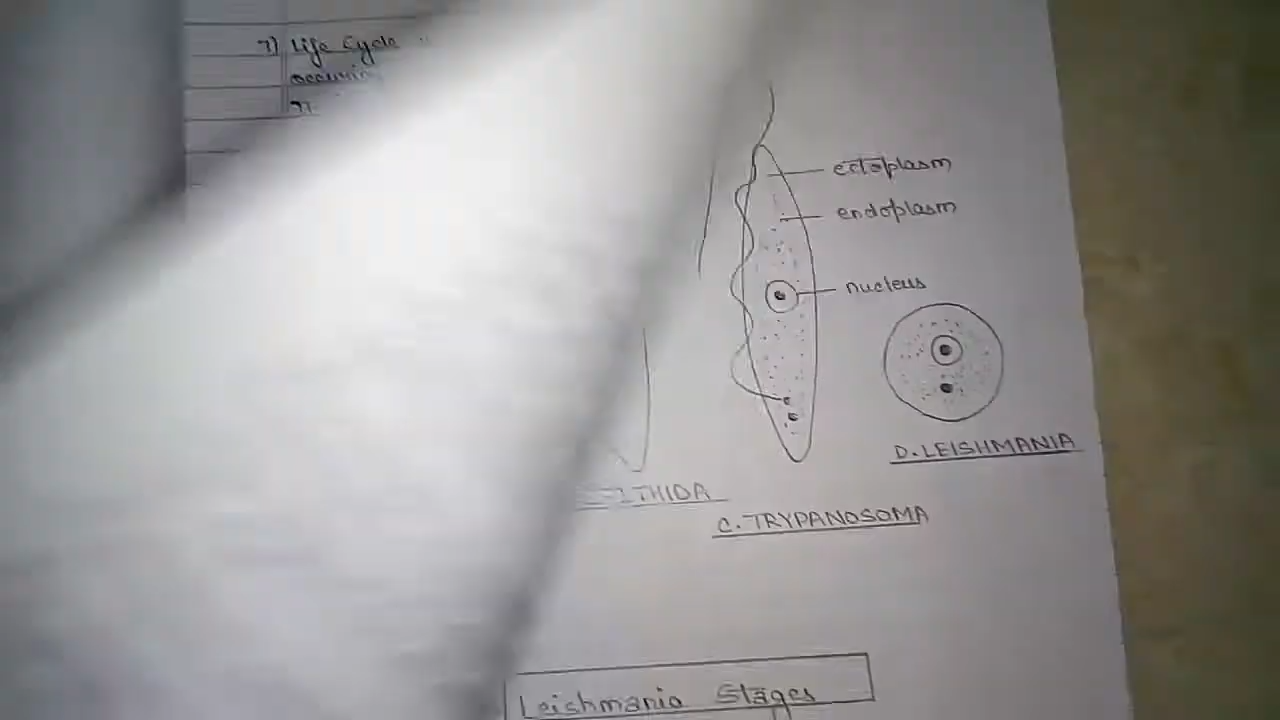 7) Life Cycle
ectoplasm
endoplasm
nucleus
D. LEISHMANIA
C. TRYPANOSOMA
Leishmania Stages